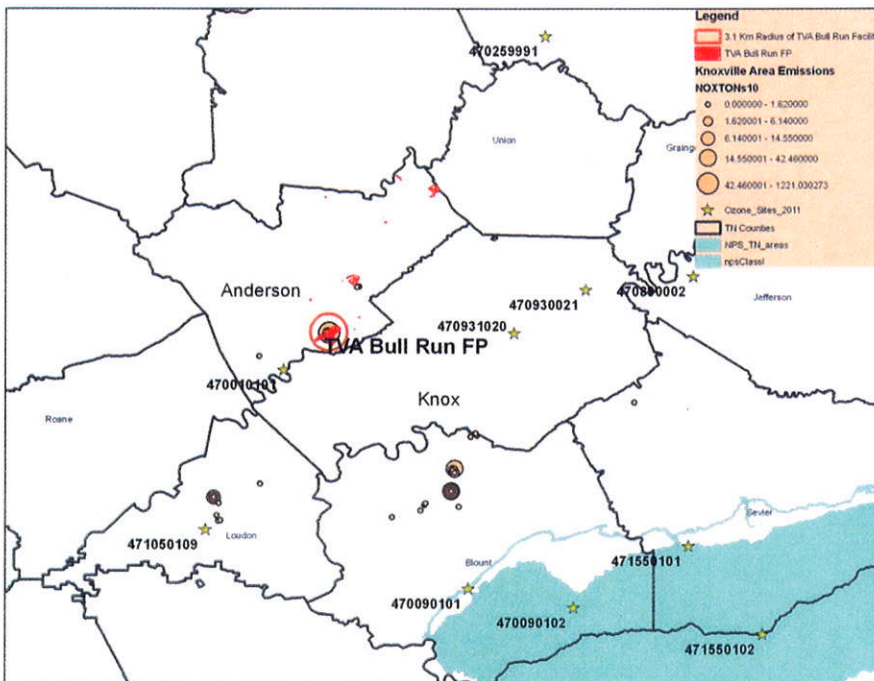 Legend
3.1 Km Radius of TVA Bull Run Facilit
TVA Bull Run FP
Knoxville Area Emissions
NOXTONs10
0.000000 - 1.620000
1.620001 - 6.140000
6.140001 - 14.550000
14.550001 - 42.460000
42.460001 - 1221.030273
Ozone_Sites_2011
TN Counties
NPS_TN_areas
npsClassI
470259991
Union
Grainge
Anderson
470930021
470890002
Jefferson
470931020
TVA Bull Run FP
470010101
Knox
Roane
471050109
Loudon
Sevier
Blount
471550101
470090101
470090102
471550102